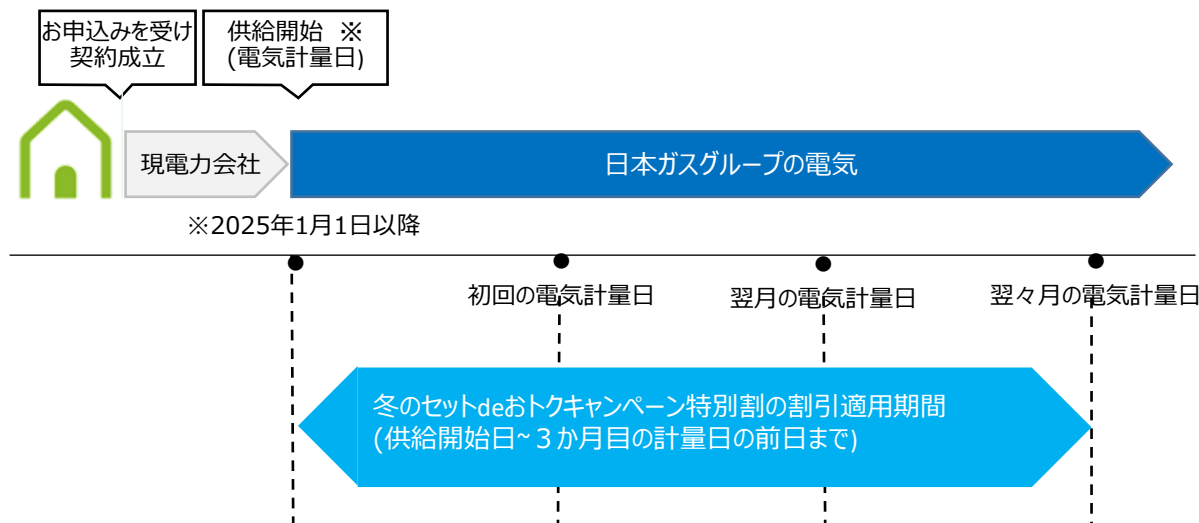 お申込みを受け
契約成立
供給開始 ※
(電気計量日)
現電力会社
日本ガスグループの電気
※2025年1月1日以降
初回の電気計量日
翌月の電気計量日
翌々月の電気計量日
冬のセットdeおトクキャンペーン特別割の割引適用期間
(供給開始日~３か月目の計量日の前日まで)